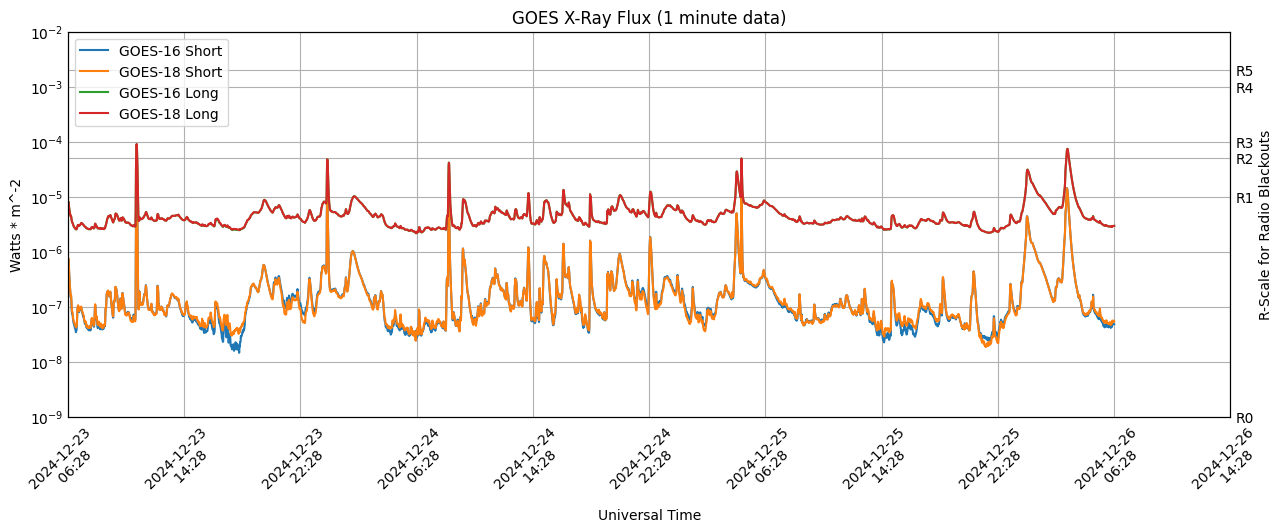 GOES X-Ray Flux (1 minute data)
GOES-16 Short
GOES-18 Short
GOES-16 Long
GOES-18 Long
Watts * m^-2
10^-2
10^-3
10^-4
10^-5
10^-6
10^-7
10^-8
10^-9
R5
R4
R3
R2
R1
R0
R-Scale for Radio Blackouts
2024-12-23
06:28
2024-12-23
14:28
2024-12-23
22:28
2024-12-24
06:28
2024-12-24
14:28
2024-12-24
22:28
2024-12-25
06:28
2024-12-25
14:28
2024-12-25
22:28
2024-12-26
06:28
2024-12-26
14:28
Universal Time